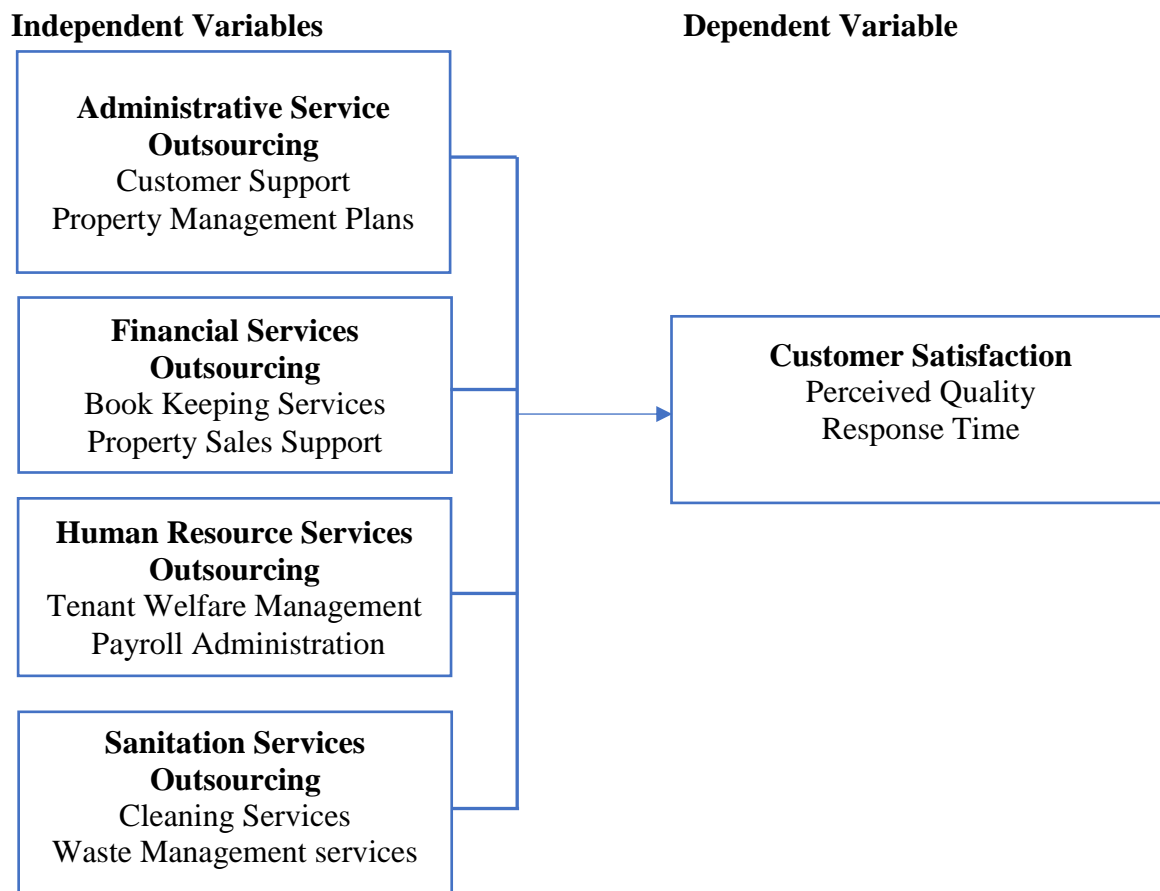 Independent Variables
Dependent Variable
Administrative Service
Outsourcing
Customer Support
Property Management Plans
Financial Services
Outsourcing
Book Keeping Services
Property Sales Support
Human Resource Services
Outsourcing
Tenant Welfare Management
Payroll Administration
Sanitation Services
Outsourcing
Cleaning Services
Waste Management services
Customer Satisfaction
Perceived Quality
Response Time